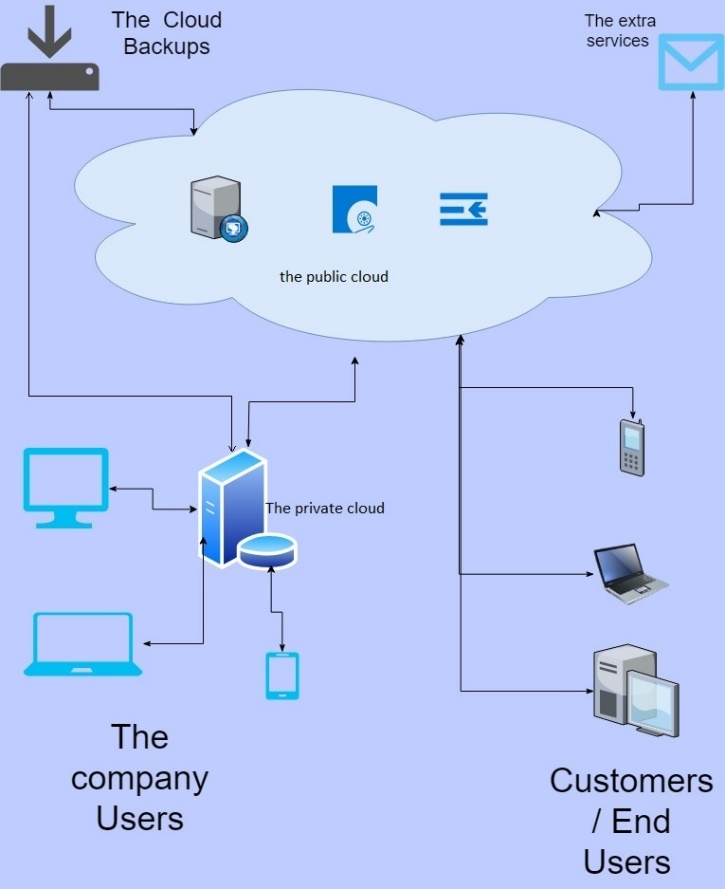 The Cloud
Backups
The extra
services
the public cloud
The private cloud
The
company
Users
Customers
/ End
Users